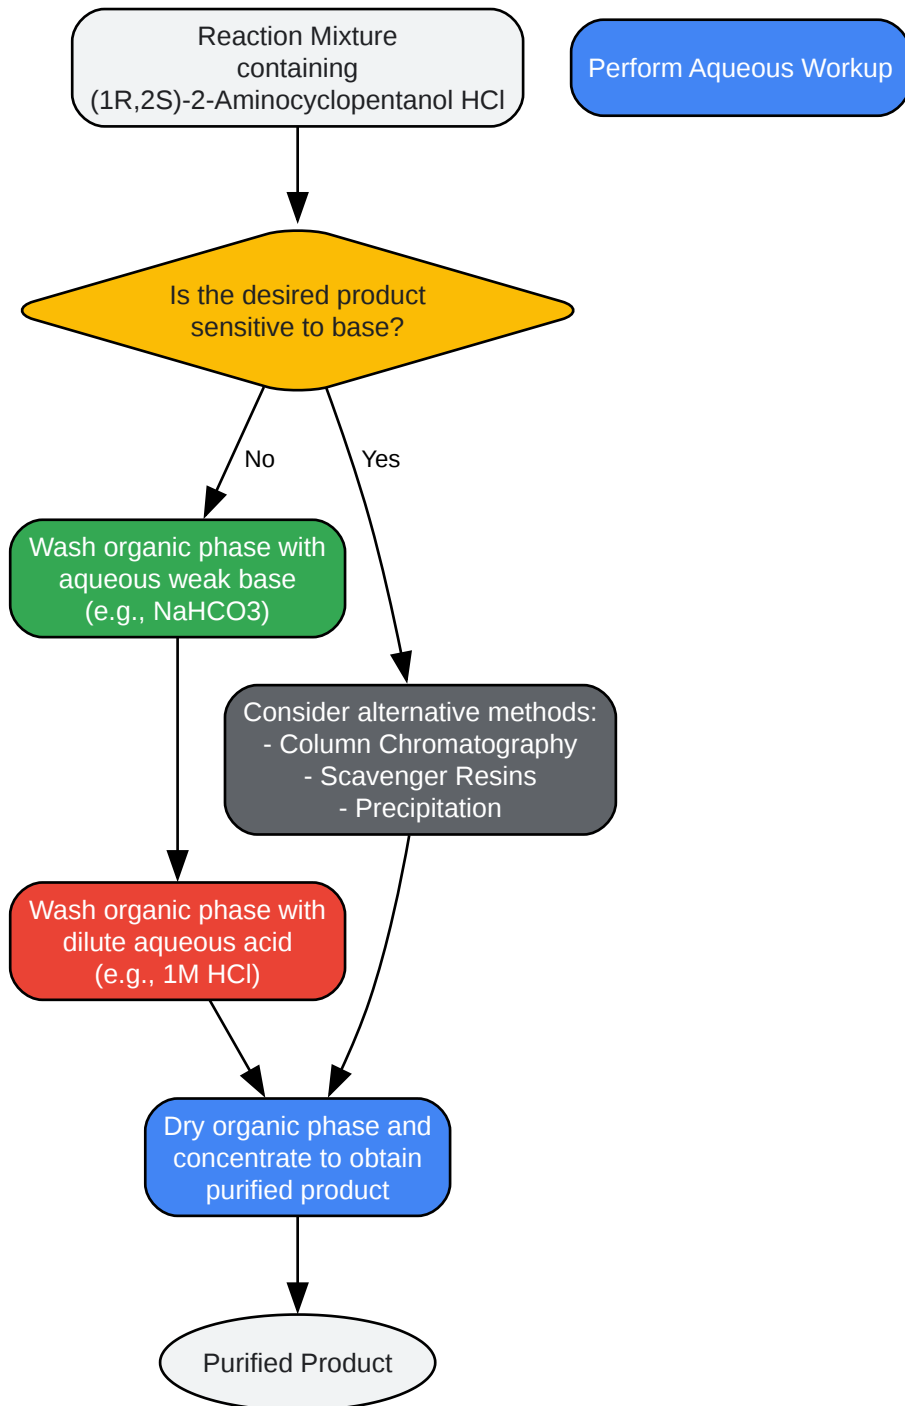 Reaction Mixture
containing
(1R,2S)-2-Aminocyclopentanol HCl
Perform Aqueous Workup
Is the desired product
sensitive to base?
No
Yes
Wash organic phase with
aqueous weak base
(e.g., NaHCO3)
Consider alternative methods:
- Column Chromatography
- Scavenger Resins
- Precipitation
Wash organic phase with
dilute aqueous acid
(e.g., 1M HCl)
Dry organic phase and
concentrate to obtain
purified product
Purified Product